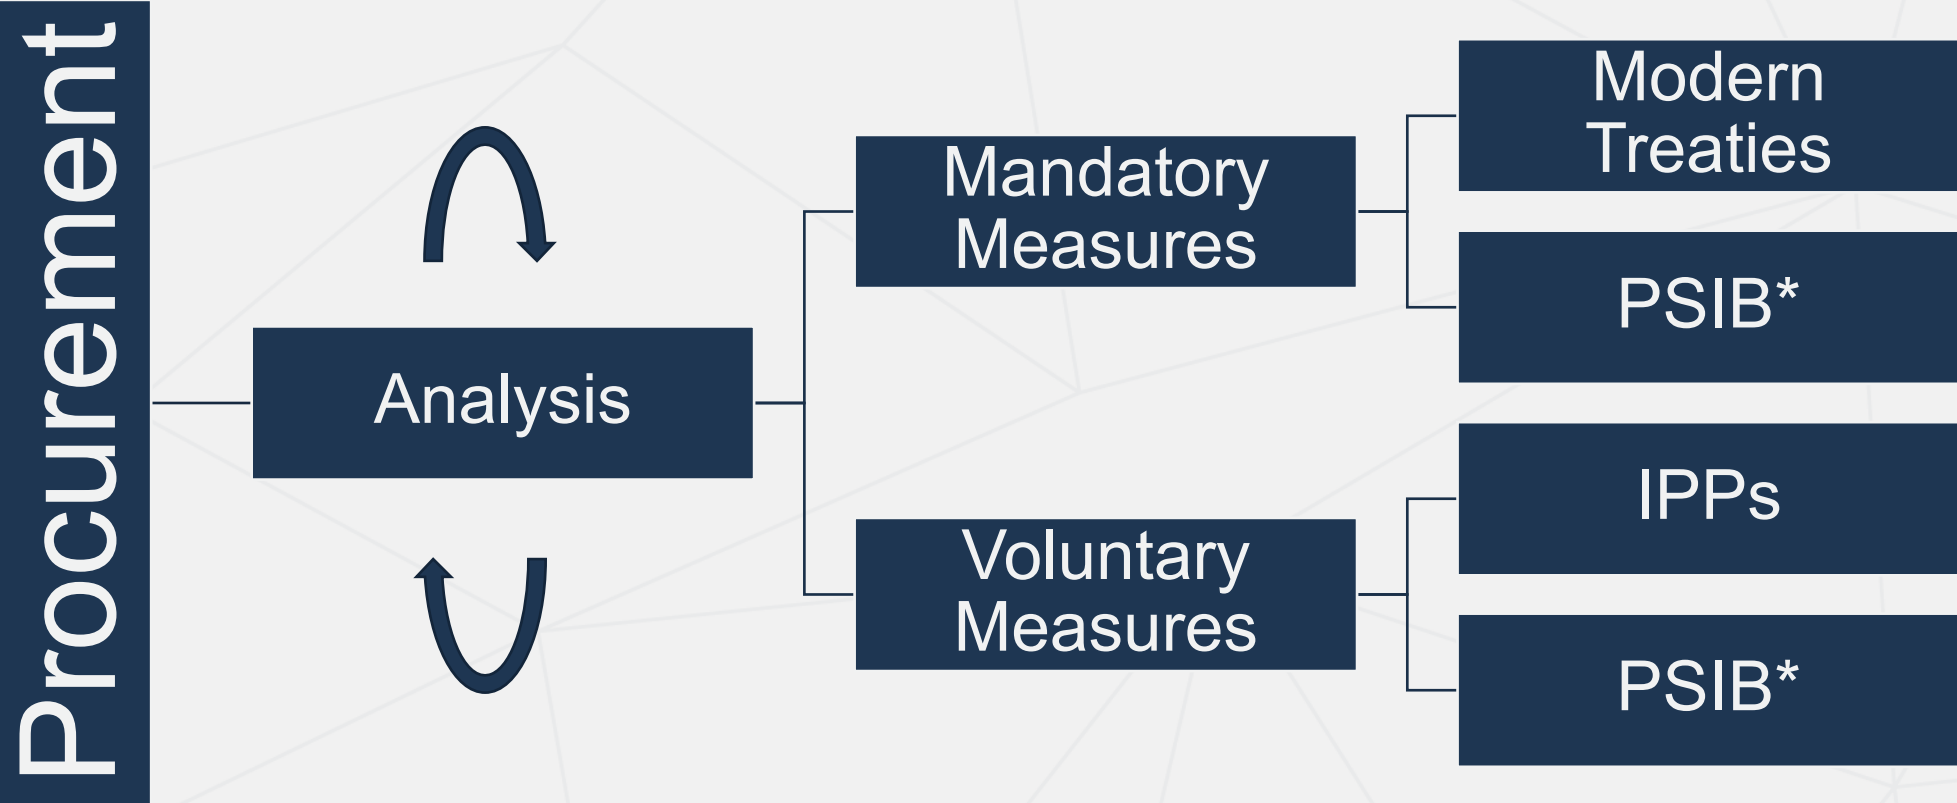 Procurement
Analysis
Mandatory
Measures
Modern
Treaties
PSIB*
Voluntary
Measures
IPPs
PSIB*